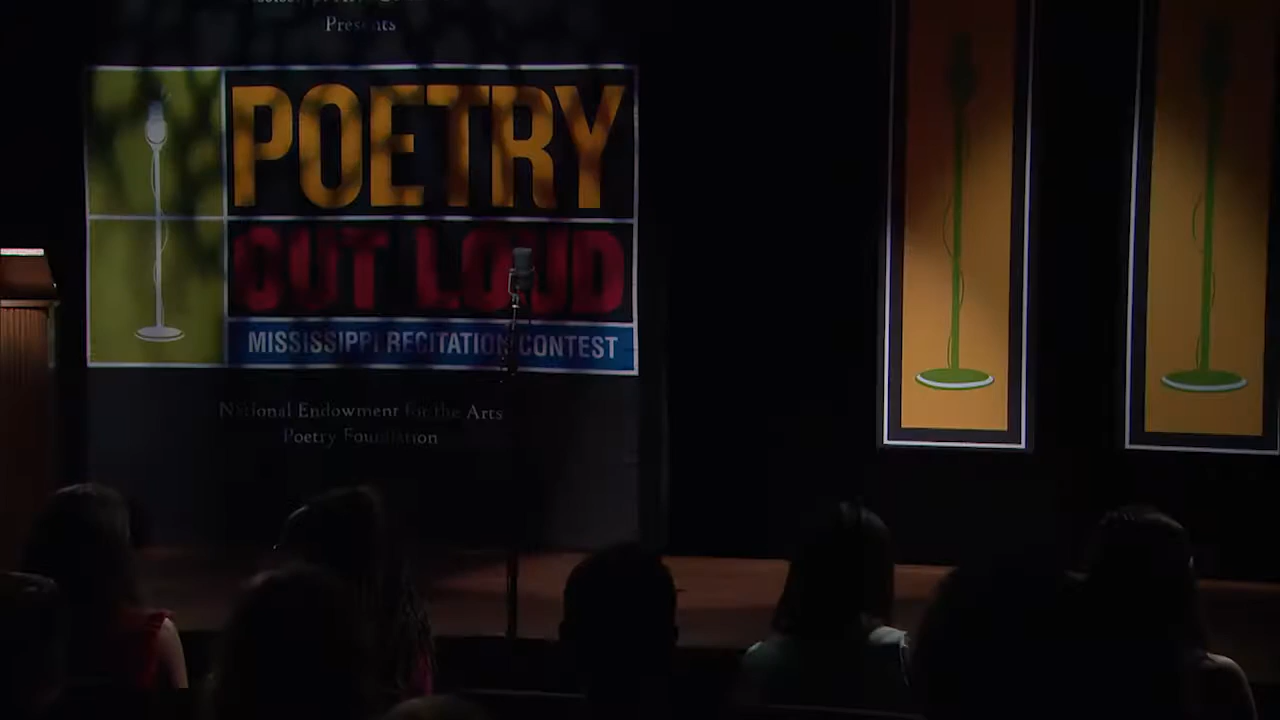 Presents
POETRY
OUT LOUD
MISSISSIPPI RECITATION CONTEST
National Endowment for the Arts
Poetry Foundation